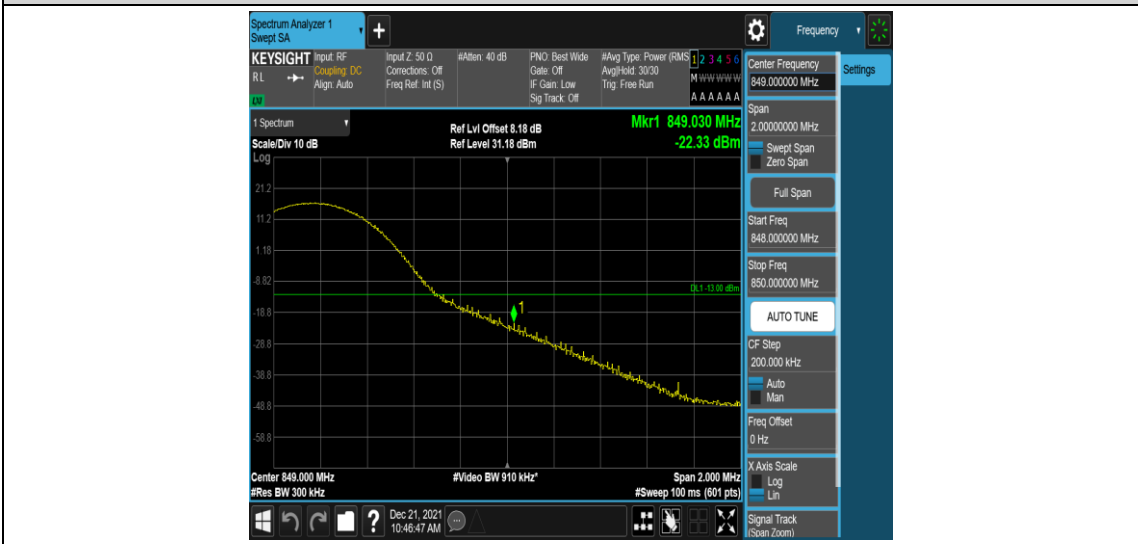 Spectrum Analyzer 1
Swept SA
+
Frequency
KEYSIGHT
RL
LXI
Input: RF
Coupling: DC
Align: Auto
Input Z: 50 Ω
Corrections: Off
Freq Ref: Int (S)
#Atten: 40 dB
PNO: Best Wide
Gate: Off
IF Gain: Low
Sig Track: Off
#Avg Type: Power (RMS
Avg|Hold: 30/30
Trig: Free Run
1 2 3 4 5 6
M W W W W W
A A A A A A
1 Spectrum
Scale/Div 10 dB
Log
Ref Lvl Offset 8.18 dB
Ref Level 31.18 dBm
Mkr1 849.030 MHz
-22.33 dBm
21.2
11.2
1.18
-8.82
-18.8
-28.8
-38.8
-48.8
-58.8
DL1 -13.00 dBm
1
Center 849.000 MHz
#Res BW 300 kHz
#Video BW 910 kHz*
Span 2.000 MHz
#Sweep 100 ms (601 pts)
?
Dec 21, 2021
10:46:47 AM
Center Frequency
849.000000 MHz
Settings
Span
2.00000000 MHz
Swept Span
Zero Span
Full Span
Start Freq
848.000000 MHz
Stop Freq
850.000000 MHz
AUTO TUNE
CF Step
200.000 kHz
Auto
Man
Freq Offset
0 Hz
X Axis Scale
Log
Lin
Signal Track
(Span Zoom)